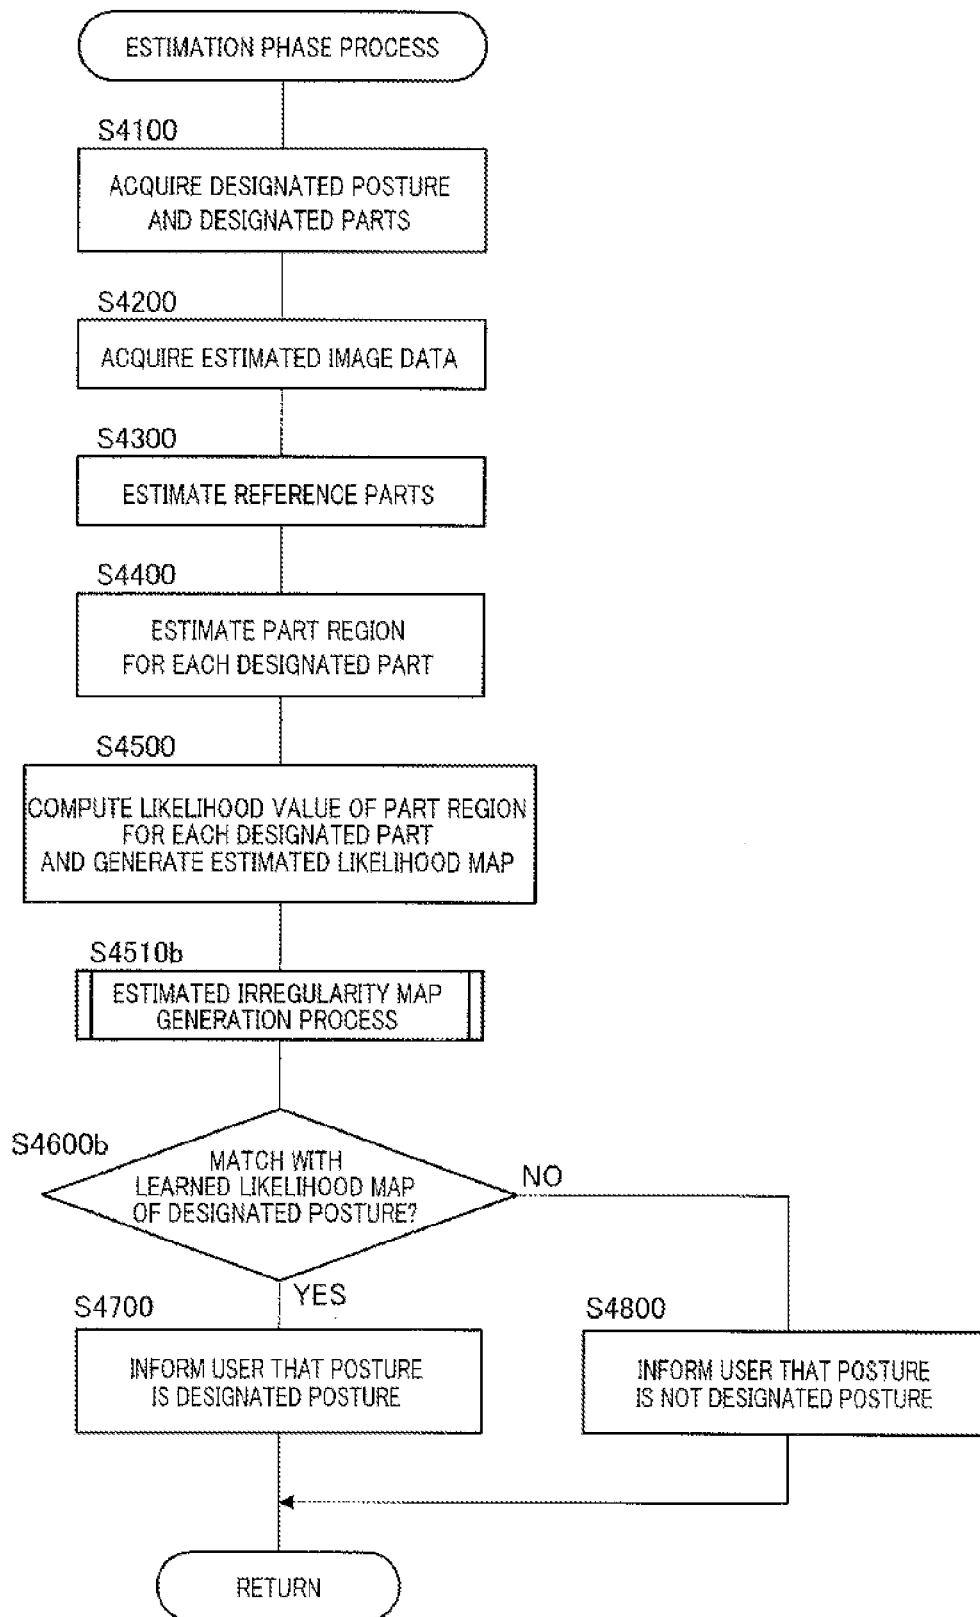 ESTIMATION PHASE PROCESS
S4100
ACQUIRE DESIGNATED POSTURE
AND DESIGNATED PARTS
S4200
ACQUIRE ESTIMATED IMAGE DATA
S4300
ESTIMATE REFERENCE PARTS
S4400
ESTIMATE PART REGION
FOR EACH DESIGNATED PART
S4500
COMPUTE LIKELIHOOD VALUE OF PART REGION
FOR EACH DESIGNATED PART
AND GENERATE ESTIMATED LIKELIHOOD MAP
S4510b
ESTIMATED IRREGULARITY MAP
GENERATION PROCESS
S4600b
MATCH WITH
LEARNED LIKELIHOOD MAP
OF DESIGNATED POSTURE?
NO
YES
S4700
INFORM USER THAT POSTURE
IS DESIGNATED POSTURE
S4800
INFORM USER THAT POSTURE
IS NOT DESIGNATED POSTURE
RETURN